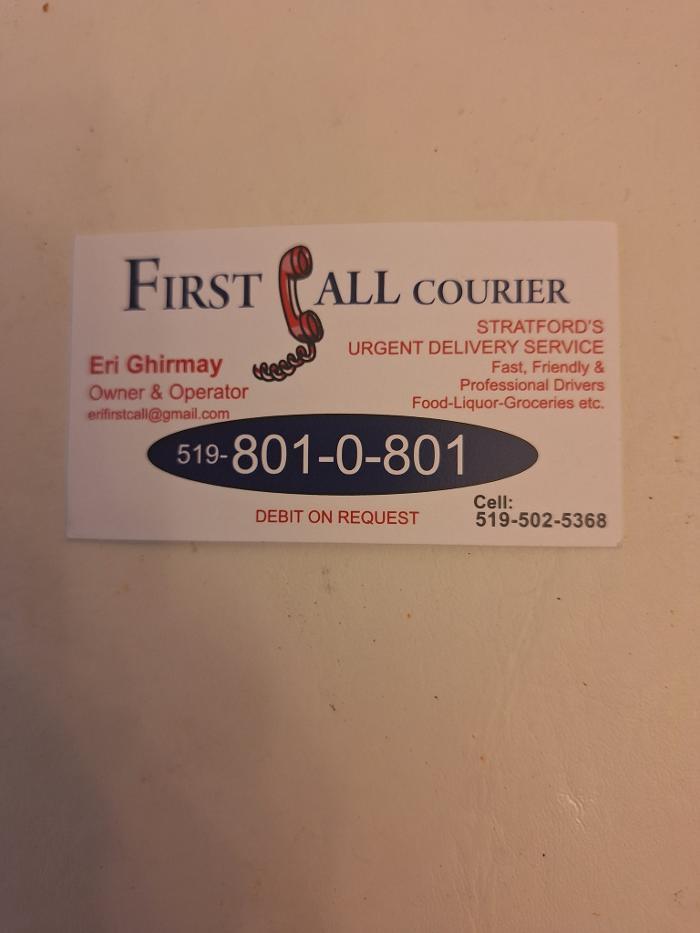 FIRST CALL COURIER
STRATFORD'S
URGENT DELIVERY SERVICE
Fast, Friendly &
Professional Drivers
Food-Liquor-Groceries etc.
Eri Ghirmay
Owner & Operator
erifirstcall@gmail.com
519-801-0-801
DEBIT ON REQUEST
Cell:
519-502-5368